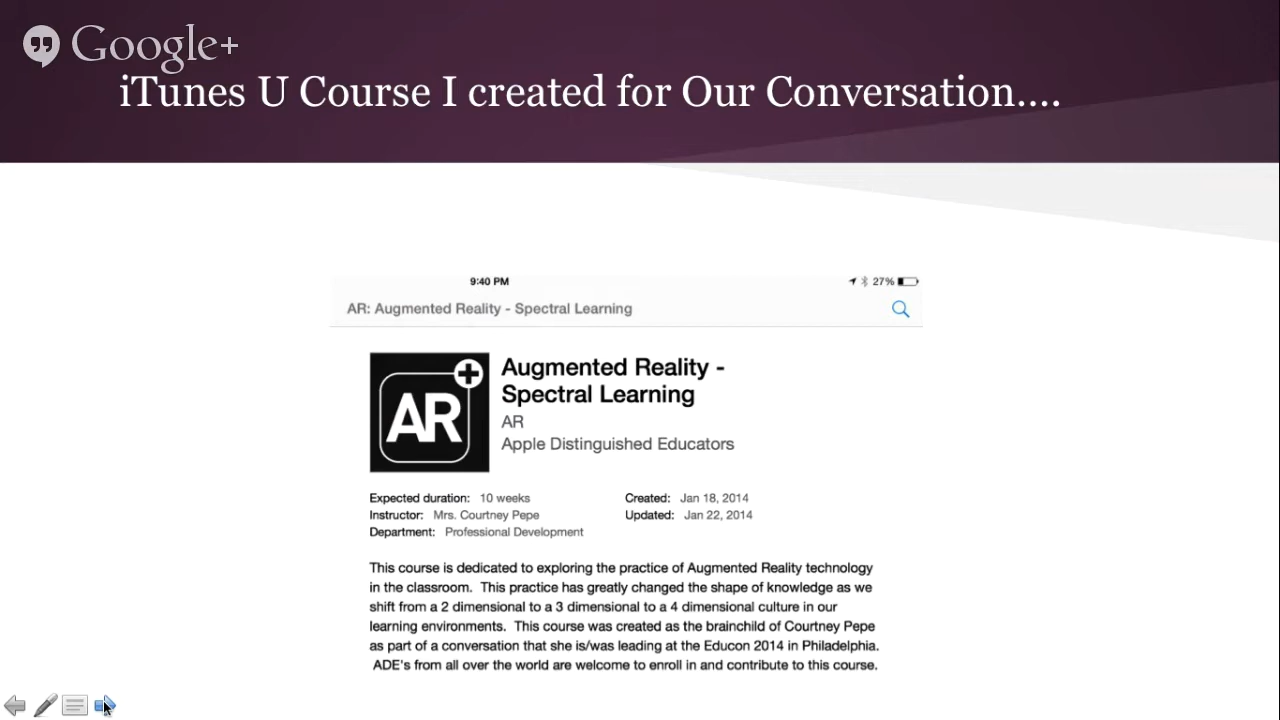 Google+
iTunes U Course I created for Our Conversation....
9:40 PM
27%
AR: Augmented Reality - Spectral Learning
AR
Augmented Reality -
Spectral Learning
AR
Apple Distinguished Educators
Expected duration: 10 weeks
Created: Jan 18, 2014
Instructor: Mrs. Courtney Pepe
Updated: Jan 22, 2014
Department: Professional Development
This course is dedicated to exploring the practice of Augmented Reality technology
in the classroom. This practice has greatly changed the shape of knowledge as we
shift from a 2 dimensional to a 3 dimensional to a 4 dimensional culture in our
learning environments. This course was created as the brainchild of Courtney Pepe
as part of a conversation that she is/was leading at the Educon 2014 in Philadelphia.
ADE's from all over the world are welcome to enroll in and contribute to this course.